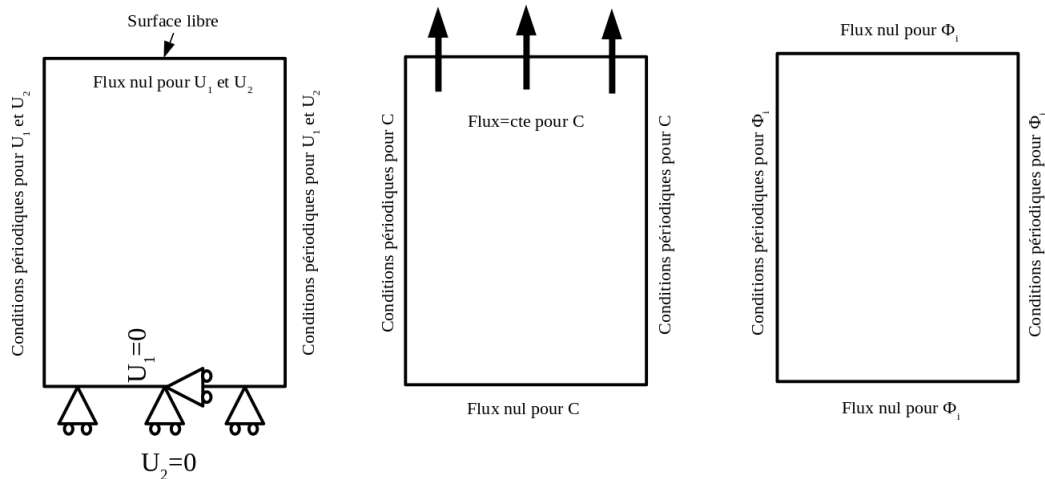 Surface libre
Flux nul pour U₁ et U₂
Conditions périodiques pour U₁ et U₂
Conditions périodiques pour U₁ et U₂
U₁=0
U₂=0
Flux=cte pour C
Conditions périodiques pour C
Conditions périodiques pour C
Flux nul pour C
Flux nul pour Φᵢ
Conditions périodiques pour Φᵢ
Conditions périodiques pour Φᵢ
Flux nul pour Φᵢ